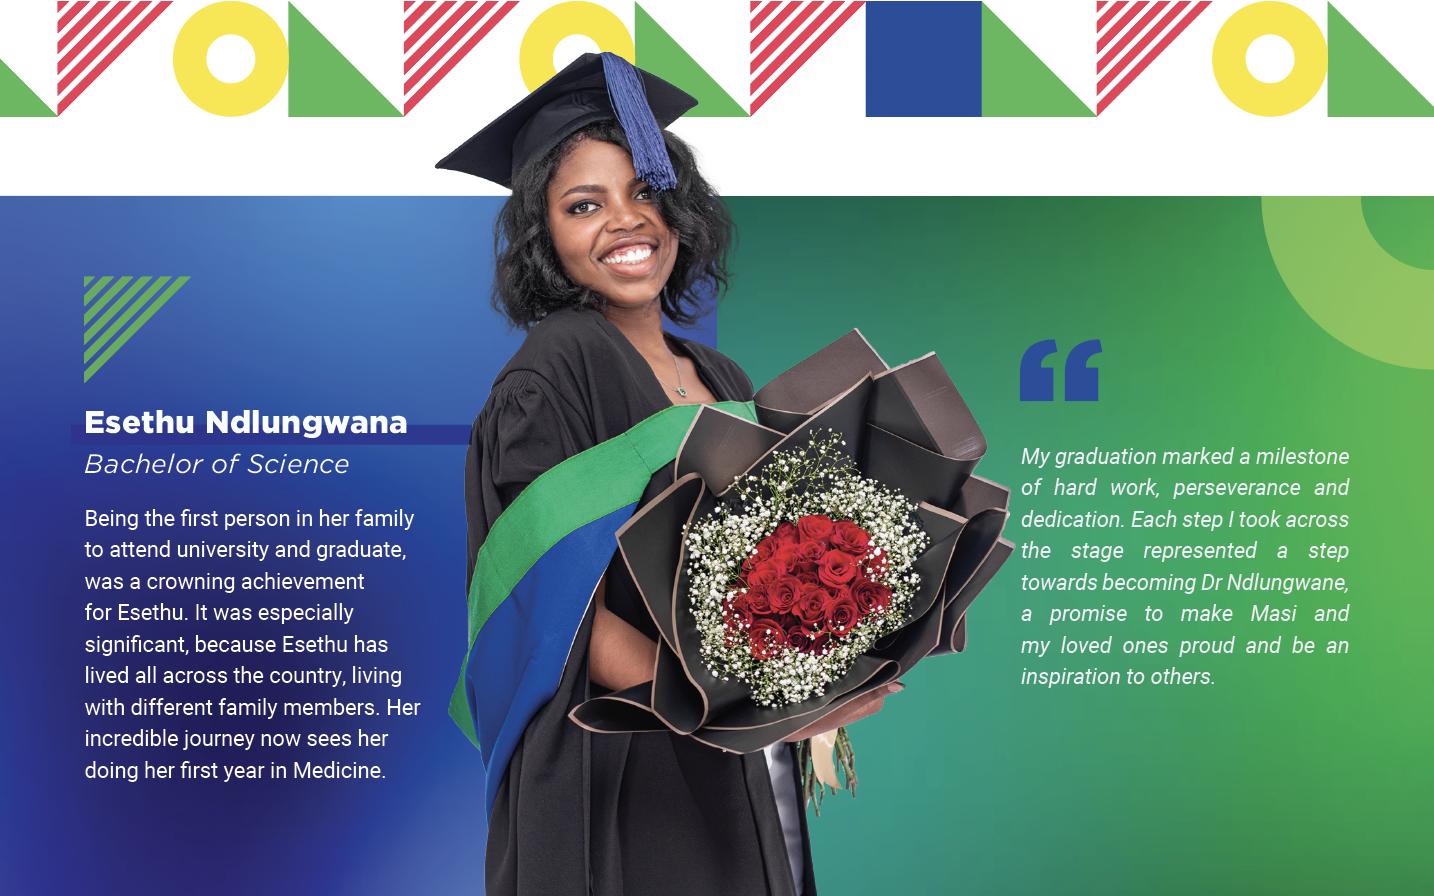 Esethu Ndlungwana
Bachelor of Science
Being the first person in her family
to attend university and graduate,
was a crowning achievement
for Esethu. It was especially
significant, because Esethu has
lived all across the country, living
with different family members. Her
incredible journey now sees her
doing her first year in Medicine.
“
My graduation marked a milestone
of hard work, perseverance and
dedication. Each step I took across
the stage represented a step
towards becoming Dr Ndlungwane,
a promise to make Masi and
my loved ones proud and be an
inspiration to others.